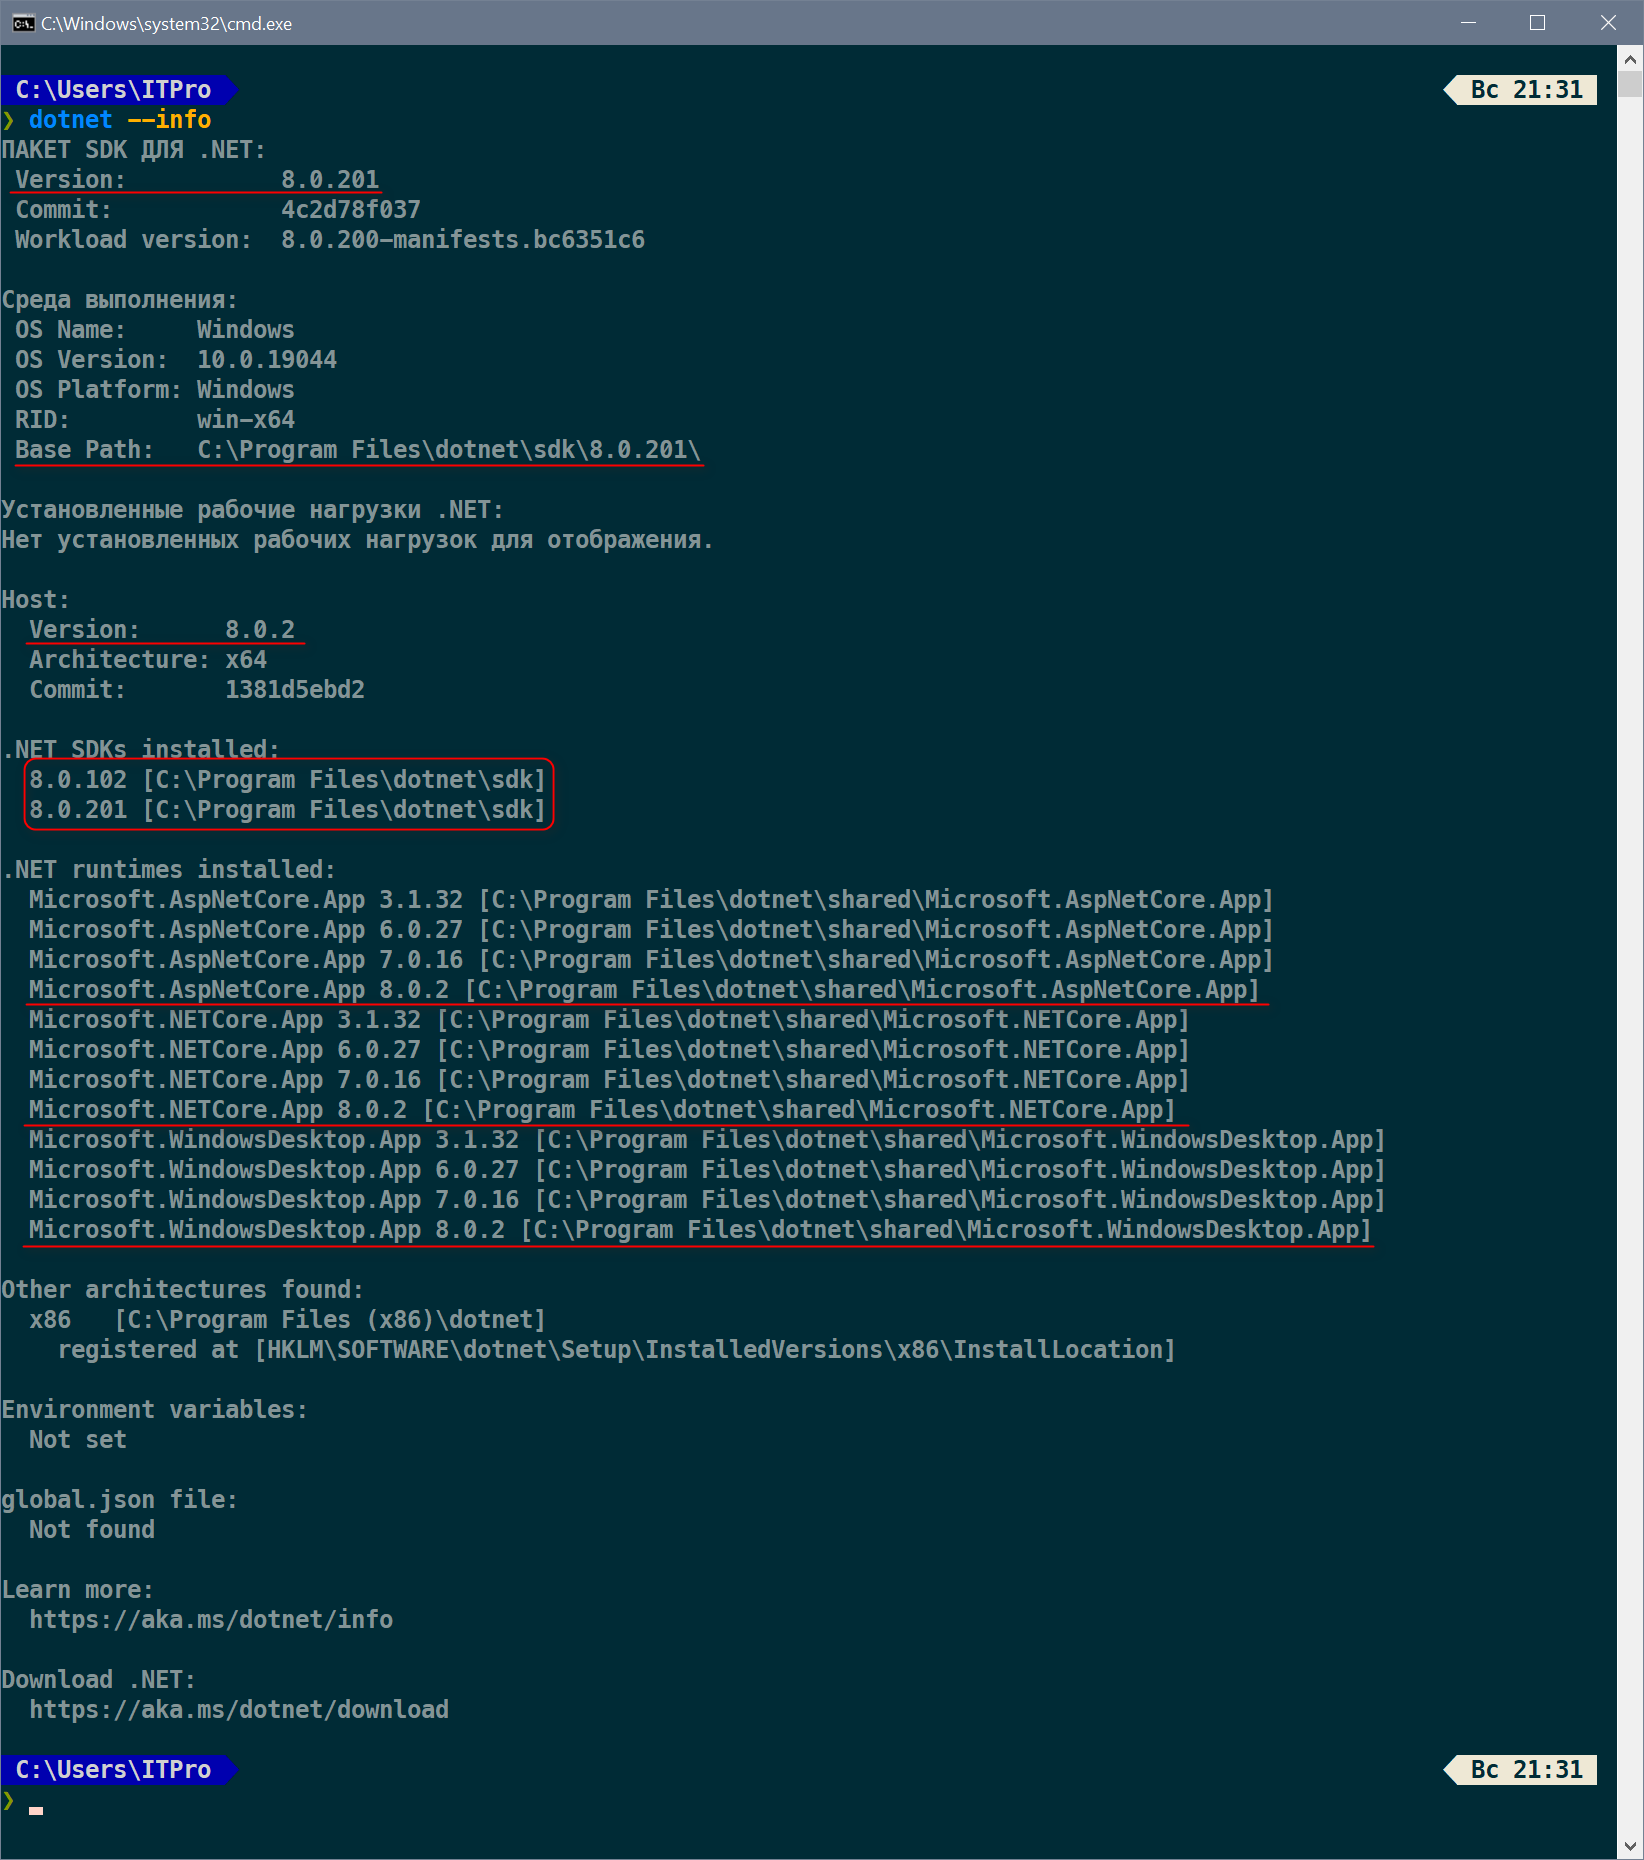 C:\Windows\system32\cmd.exe
C:\Users\ITPro Вс 21:31
❯ dotnet --info
ПАКЕТ SDK ДЛЯ .NET:
Version: 8.0.201
Commit: 4c2d78f037
Workload version: 8.0.200-manifests.bc6351c6
Среда выполнения:
OS Name: Windows
OS Version: 10.0.19044
OS Platform: Windows
RID: win-x64
Base Path: C:\Program Files\dotnet\sdk\8.0.201\
Установленные рабочие нагрузки .NET:
Нет установленных рабочих нагрузок для отображения.
Host:
Version: 8.0.2
Architecture: x64
Commit: 1381d5ebd2
.NET SDKs installed:
8.0.102 [C:\Program Files\dotnet\sdk]
8.0.201 [C:\Program Files\dotnet\sdk]
.NET runtimes installed:
Microsoft.AspNetCore.App 3.1.32 [C:\Program Files\dotnet\shared\Microsoft.AspNetCore.App]
Microsoft.AspNetCore.App 6.0.27 [C:\Program Files\dotnet\shared\Microsoft.AspNetCore.App]
Microsoft.AspNetCore.App 7.0.16 [C:\Program Files\dotnet\shared\Microsoft.AspNetCore.App]
Microsoft.AspNetCore.App 8.0.2 [C:\Program Files\dotnet\shared\Microsoft.AspNetCore.App]
Microsoft.NETCore.App 3.1.32 [C:\Program Files\dotnet\shared\Microsoft.NETCore.App]
Microsoft.NETCore.App 6.0.27 [C:\Program Files\dotnet\shared\Microsoft.NETCore.App]
Microsoft.NETCore.App 7.0.16 [C:\Program Files\dotnet\shared\Microsoft.NETCore.App]
Microsoft.NETCore.App 8.0.2 [C:\Program Files\dotnet\shared\Microsoft.NETCore.App]
Microsoft.WindowsDesktop.App 3.1.32 [C:\Program Files\dotnet\shared\Microsoft.WindowsDesktop.App]
Microsoft.WindowsDesktop.App 6.0.27 [C:\Program Files\dotnet\shared\Microsoft.WindowsDesktop.App]
Microsoft.WindowsDesktop.App 7.0.16 [C:\Program Files\dotnet\shared\Microsoft.WindowsDesktop.App]
Microsoft.WindowsDesktop.App 8.0.2 [C:\Program Files\dotnet\shared\Microsoft.WindowsDesktop.App]
Other architectures found:
x86 [C:\Program Files (x86)\dotnet]
registered at [HKLM\SOFTWARE\dotnet\Setup\InstalledVersions\x86\InstallLocation]
Environment variables:
Not set
global.json file:
Not found
Learn more:
https://aka.ms/dotnet/info
Download .NET:
https://aka.ms/dotnet/download
C:\Users\ITPro Вс 21:31
❯